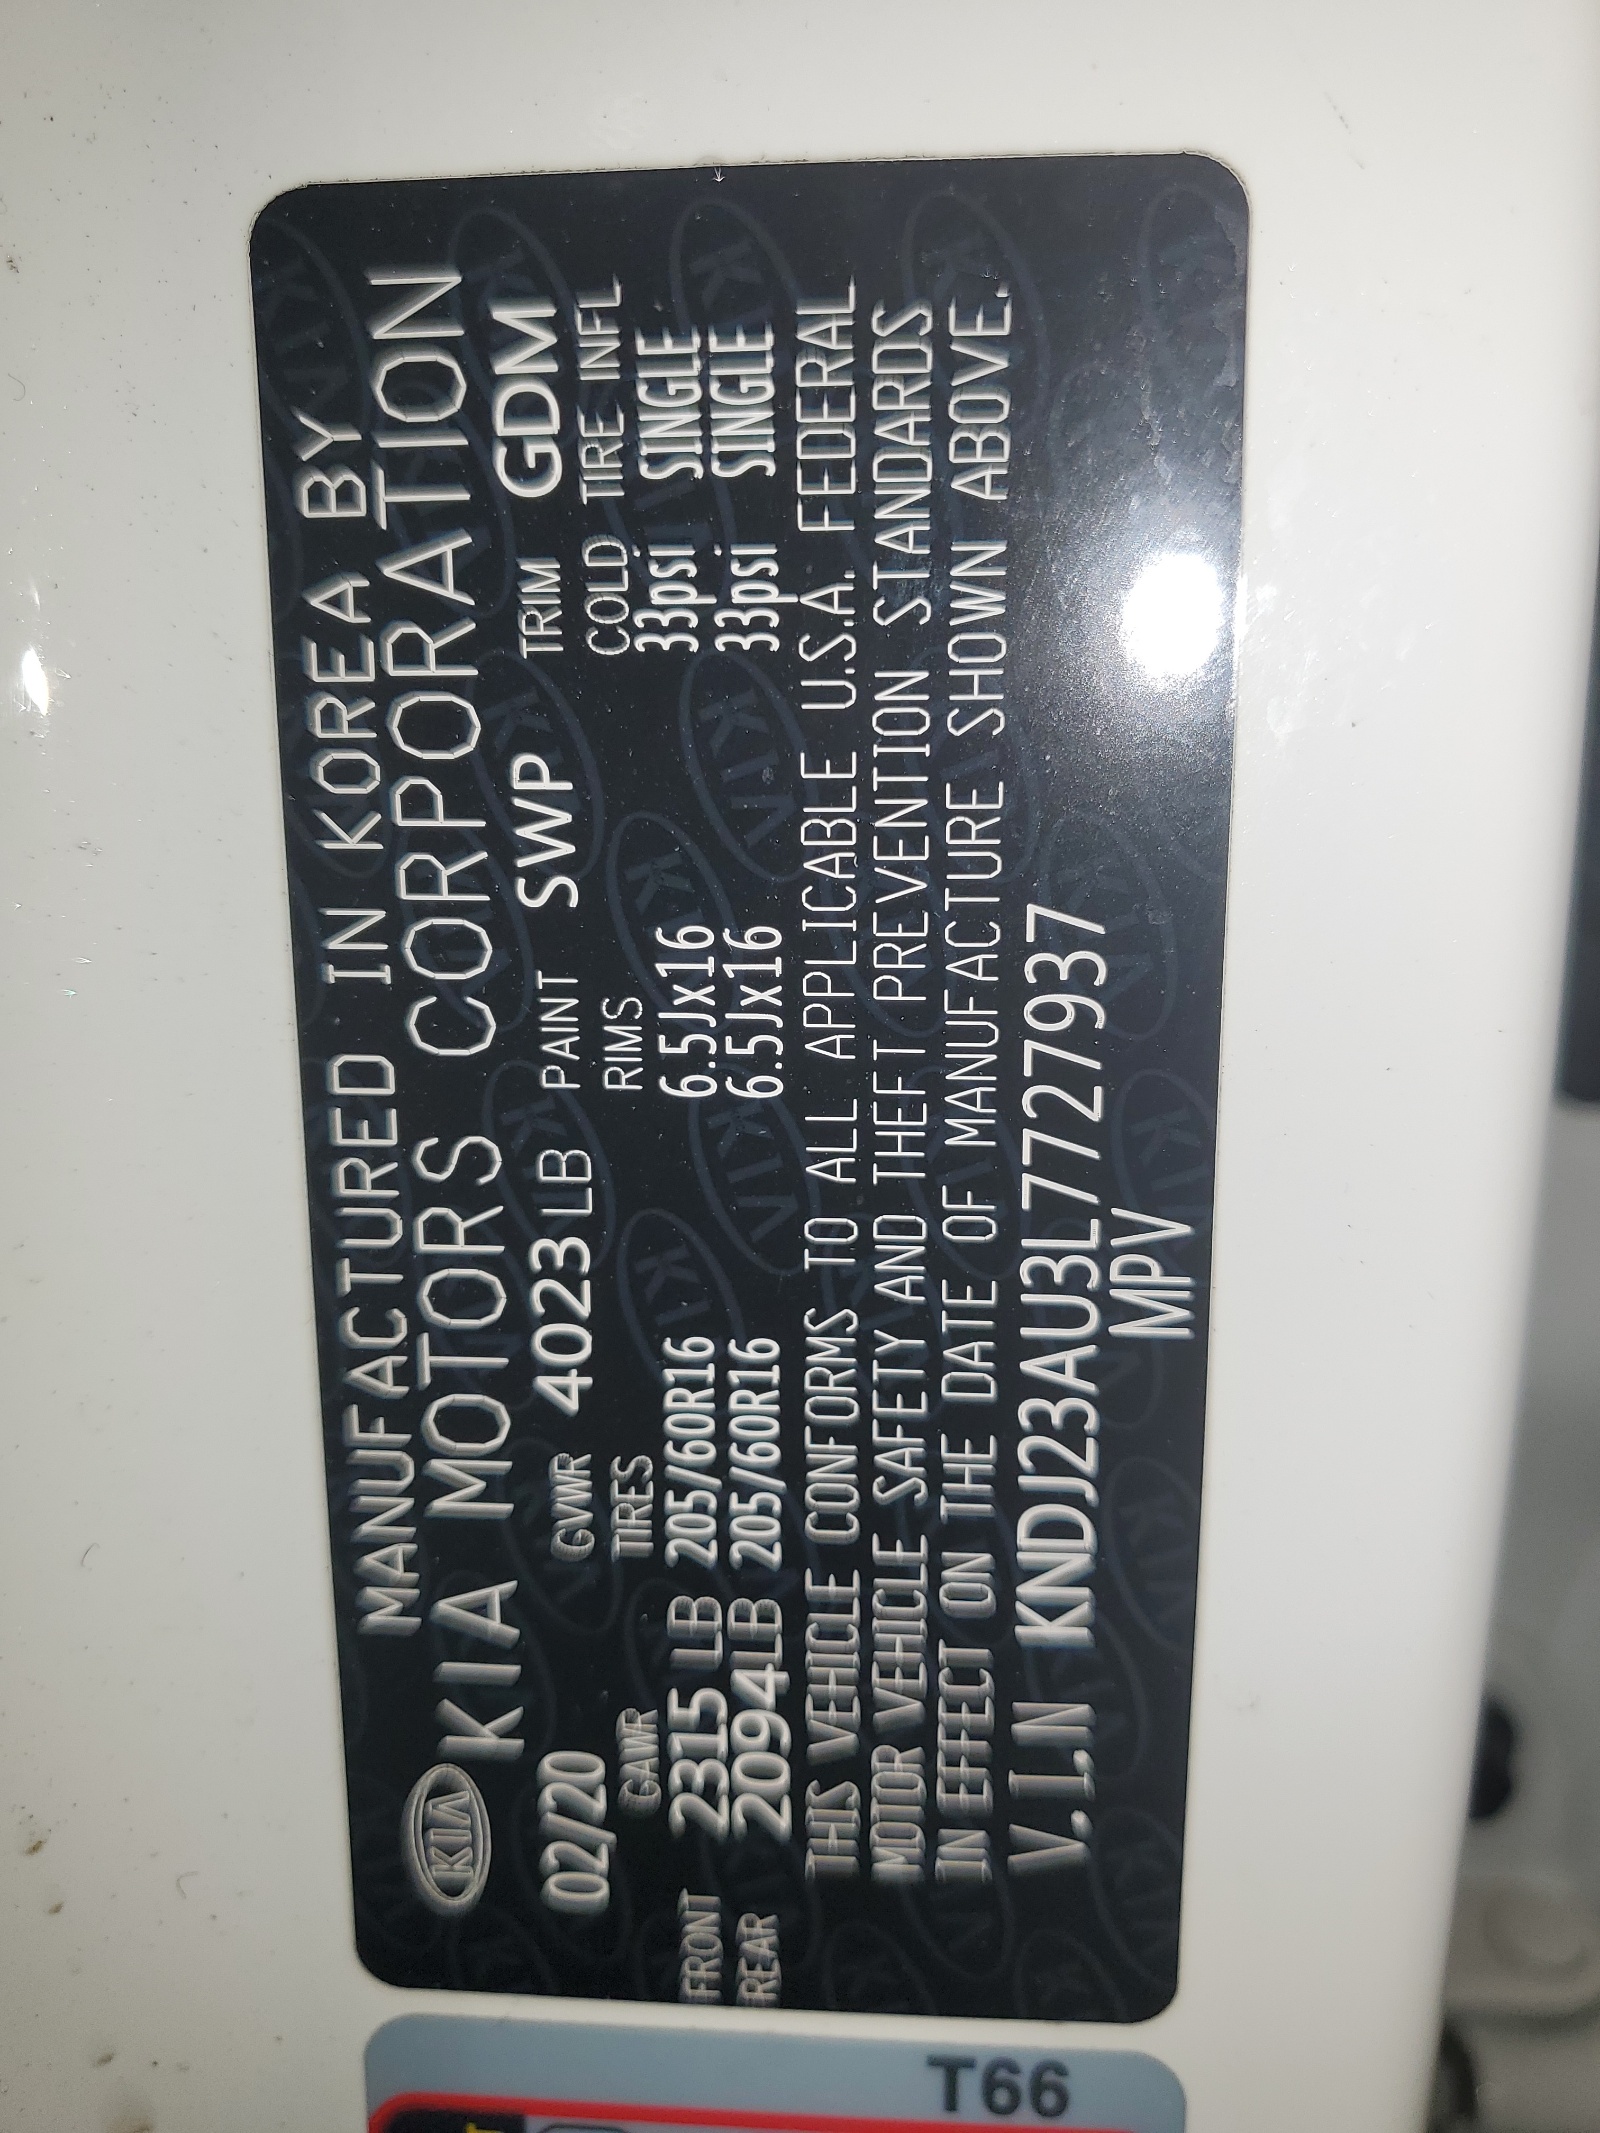 MANUFACTURED IN KOREA BY
KIA KIA MOTORS CORPORATION
02/20 GVWR 4023 LB PAINT SWP TRIM GDM
GAWR TIRES RIMS COLD TIRE INFL
FRONT 2315 LB 205/60R16 6.5Jx16 33psi SINGLE
REAR 2094 LB 205/60R16 6.5Jx16 33psi SINGLE
THIS VEHICLE CONFORMS TO ALL APPLICABLE U.S.A. FEDERAL
MOTOR VEHICLE SAFETY AND THEFT PREVENTION STANDARDS
IN EFFECT ON THE DATE OF MANUFACTURE SHOWN ABOVE.
V.I.N KNDJ23AU3L7727937
MPV
T66